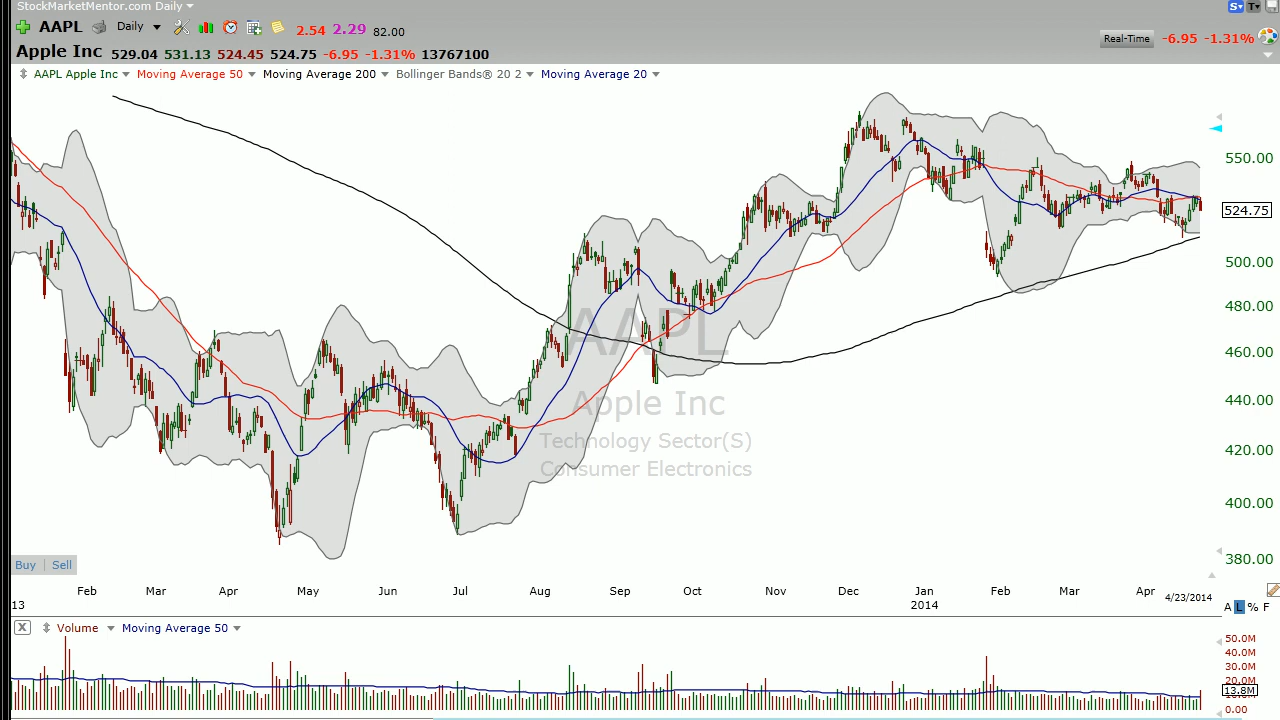 StockMarketMentor.com Daily
S T
AAPL Daily 2.54 2.29 82.00
Real-Time -6.95 -1.31%
Apple Inc 529.04 531.13 524.45 524.75 -6.95 -1.31% 13767100
AAPL Apple Inc Moving Average 50 Moving Average 200 Bollinger Bands® 20 2 Moving Average 20
550.00
524.75
500.00
480.00
460.00
440.00
420.00
400.00
380.00
AAPL
Apple Inc
Technology Sector(S)
Consumer Electronics
Buy Sell
Feb Mar Apr May Jun Jul Aug Sep Oct Nov Dec Jan Feb Mar Apr 4/23/2014
13 2014
A L % F
X Volume Moving Average 50
50.0M
40.0M
30.0M
20.0M
13.8M
0.00